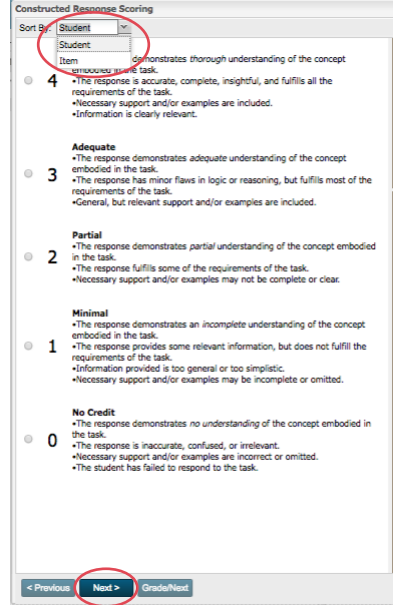 Constructed Response Scoring
Sort By: Student
Student
Item
demonstrates thorough understanding of the concept
embodied in the task.
4 •The response is accurate, complete, insightful, and fulfills all the
requirements of the task.
•Necessary support and/or examples are included.
•Information is clearly relevant.
Adequate
•The response demonstrates adequate understanding of the concept
embodied in the task.
3 •The response has minor flaws in logic or reasoning, but fulfills most of the
requirements of the task.
•General, but relevant support and/or examples are included.
Partial
•The response demonstrates partial understanding of the concept embodied
2 in the task.
•The response fulfills some of the requirements of the task.
•Necessary support and/or examples may not be complete or clear.
Minimal
•The response demonstrates an incomplete understanding of the concept
embodied in the task.
1 •The response provides some relevant information, but does not fulfill the
requirements of the task.
•Information provided is too general or too simplistic.
•Necessary support and/or examples may be incomplete or omitted.
No Credit
•The response demonstrates no understanding of the concept embodied in
0 the task.
•The response is inaccurate, confused, or irrelevant.
•Necessary support and/or examples are incorrect or omitted.
•The student has failed to respond to the task.
< Previous Next > Grade/Next